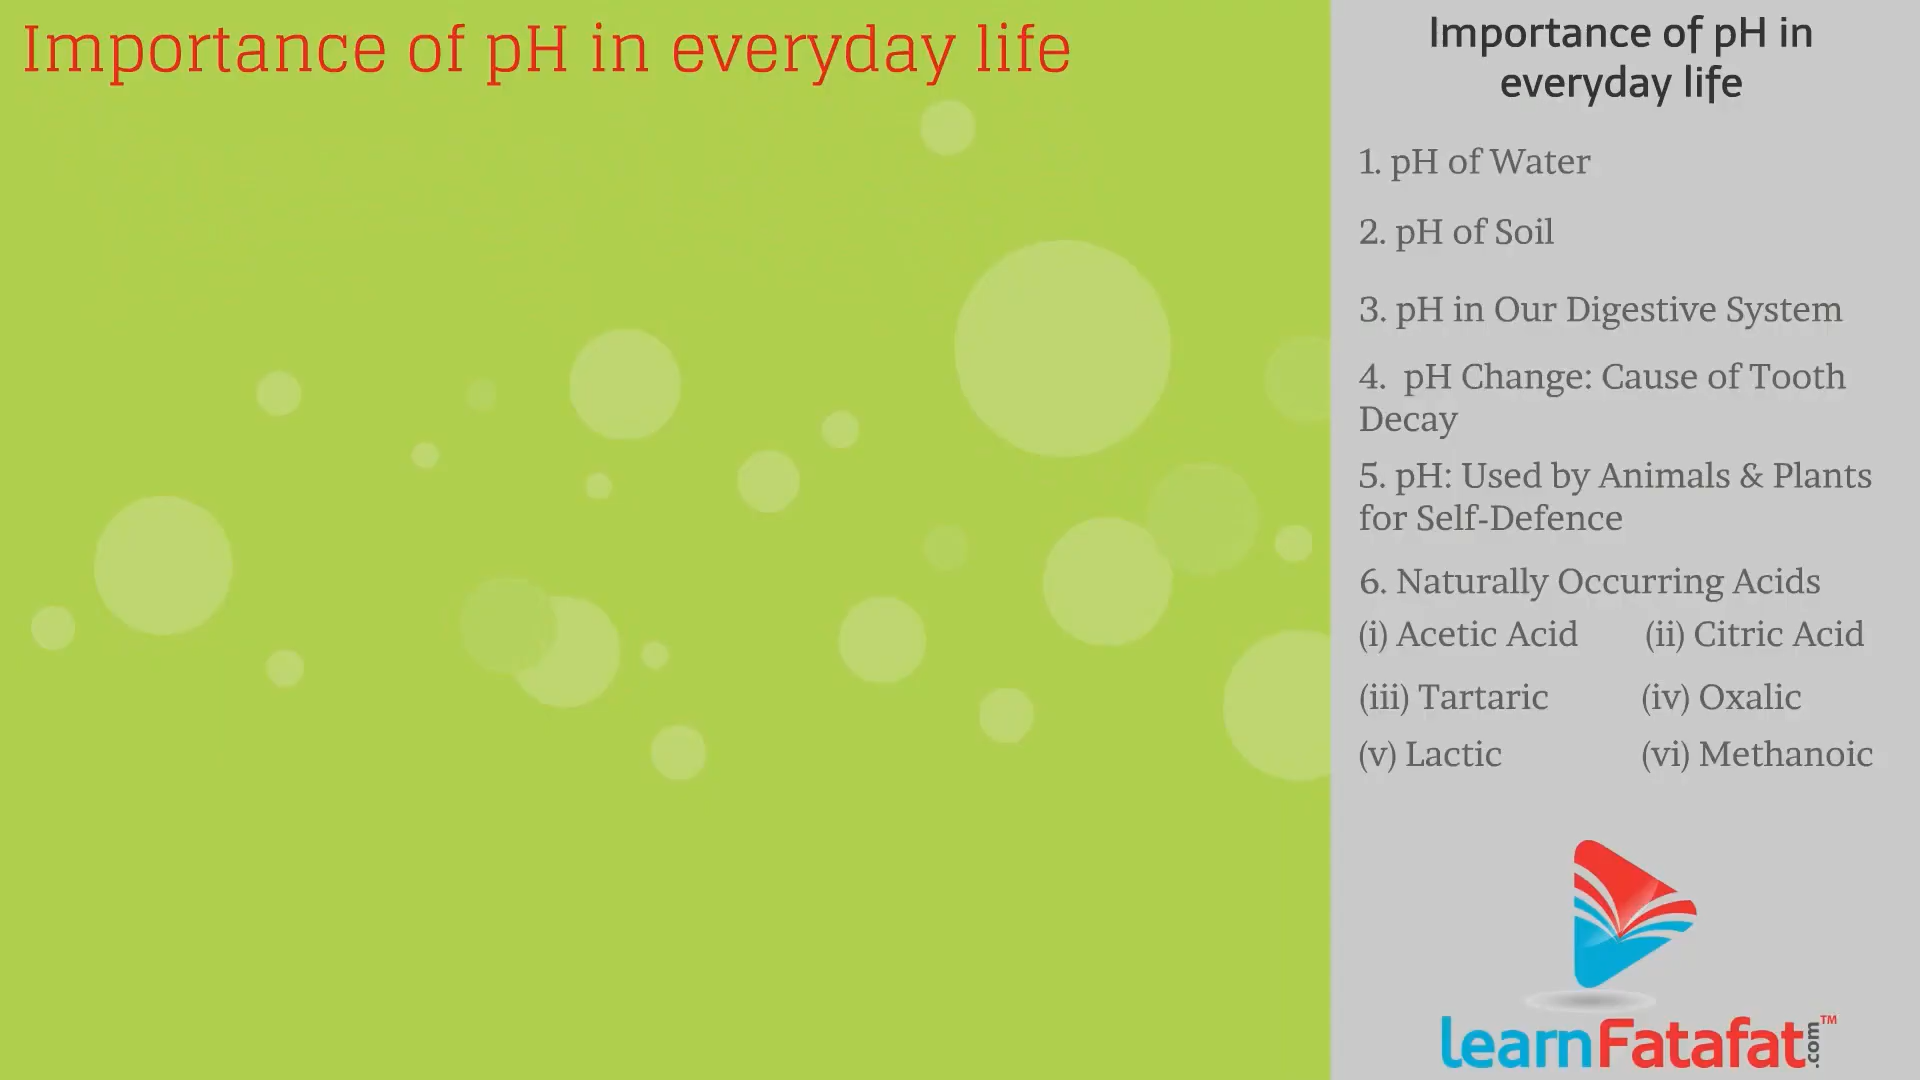 Importance of pH in everyday life
Importance of pH in
everyday life
1. pH of Water
2. pH of Soil
3. pH in Our Digestive System
4. pH Change: Cause of Tooth
Decay
5. pH: Used by Animals & Plants
for Self-Defence
6. Naturally Occurring Acids
(i) Acetic Acid (ii) Citric Acid
(iii) Tartaric (iv) Oxalic
(v) Lactic (vi) Methanoic
learnFatafat.com™